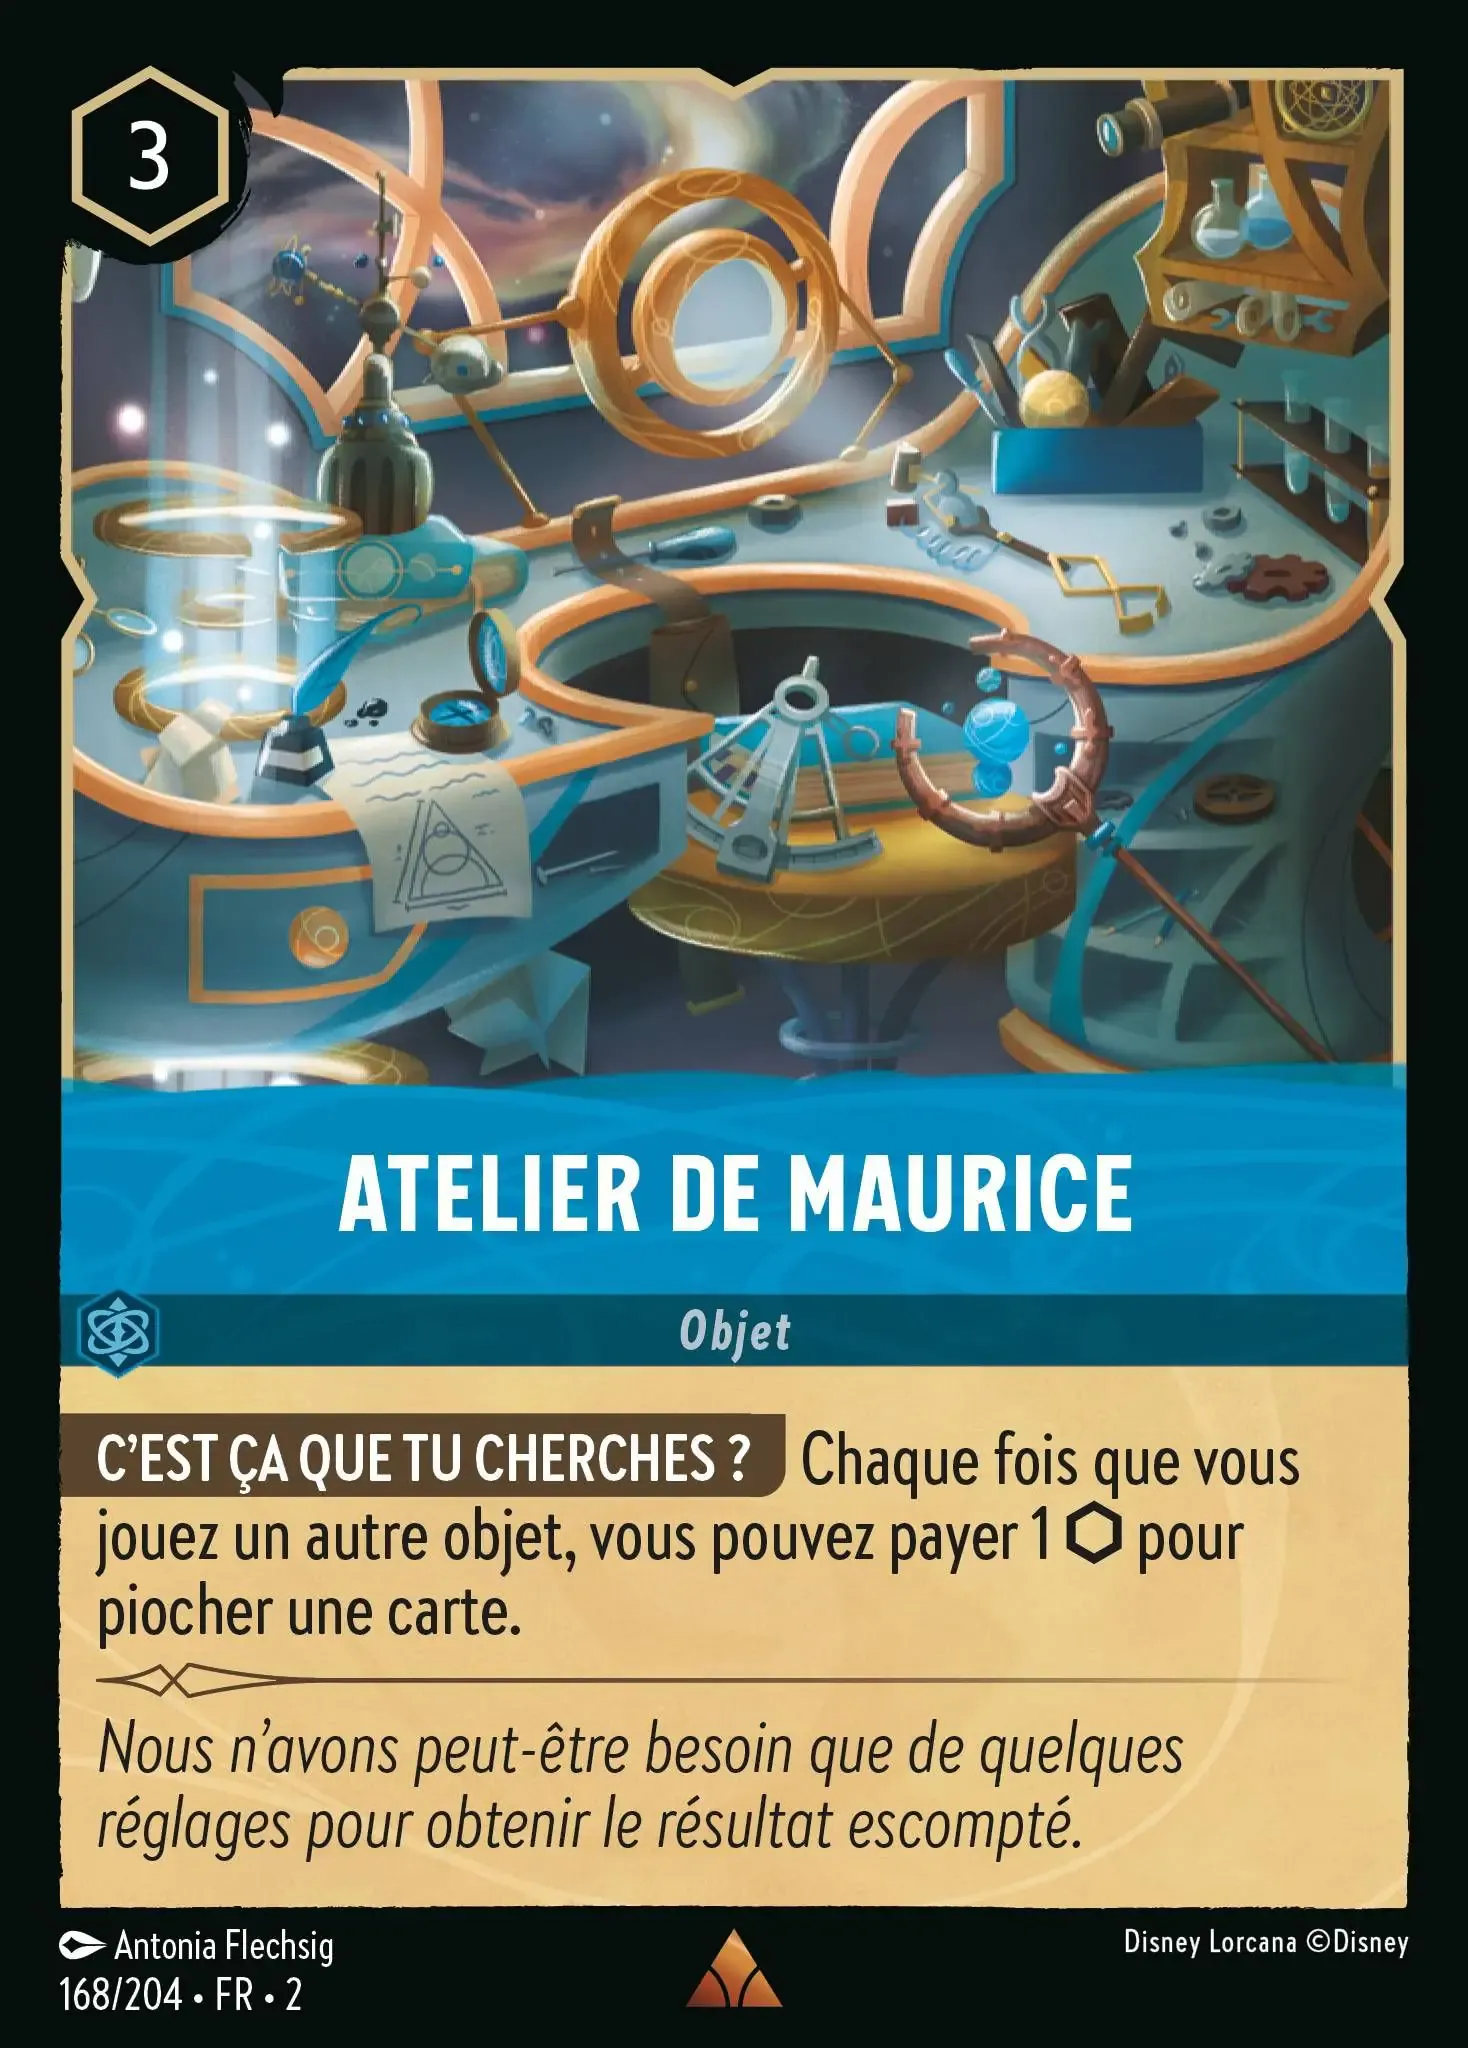 3
ATELIER DE MAURICE
Objet
C'EST ÇA QUE TU CHERCHES ? Chaque fois que vous
jouez un autre objet, vous pouvez payer 1 ⬡ pour
piocher une carte.
Nous n'avons peut-être besoin que de quelques
réglages pour obtenir le résultat escompté.
Antonia Flechsig
Disney Lorcana ©Disney
168/204 • FR • 2